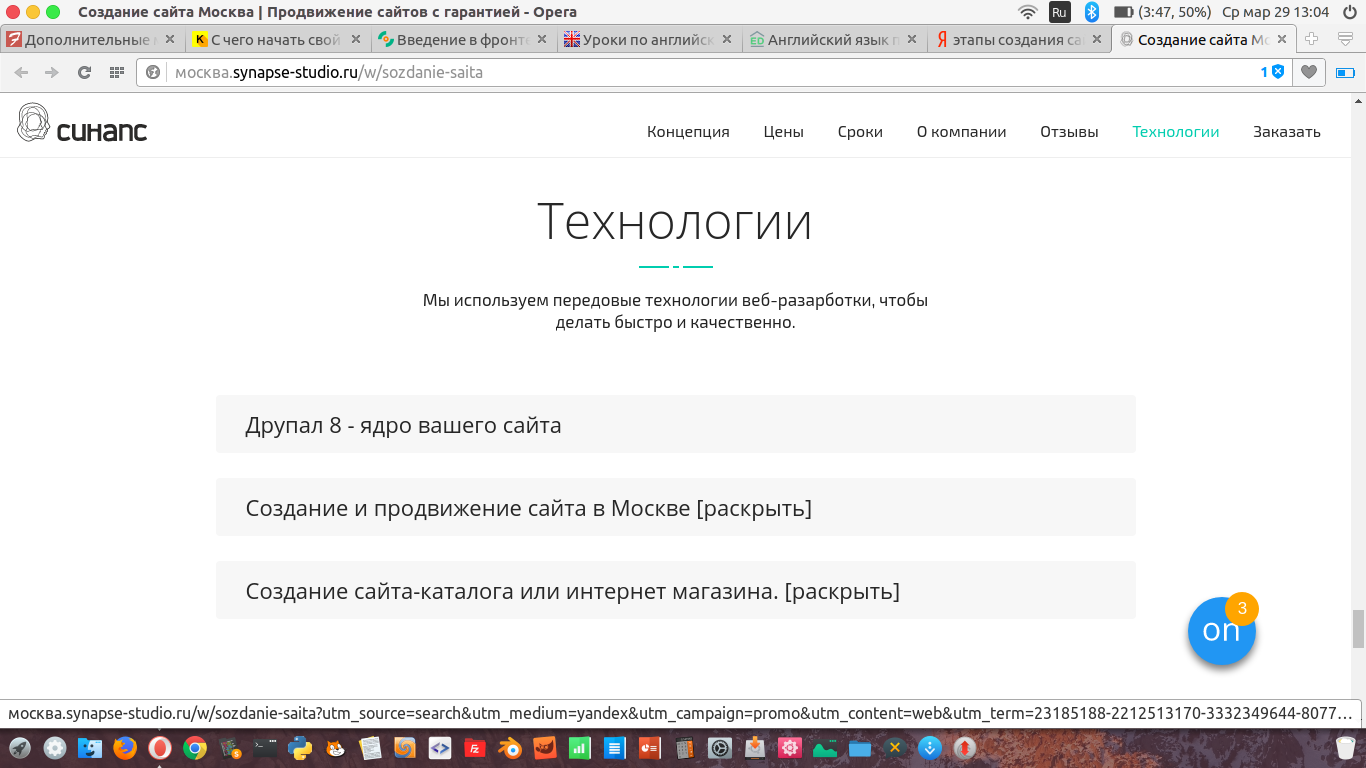 Создание сайта Москва | Продвижение сайтов с гарантией - Opera
Ru
(3:47, 50%)
Ср мар 29 13:04
Дополнительные
С чего начать свой
Введение в фронте
Уроки по английск
Английский язык п
этапы создания са
Создание сайта Мо
москва.synapse-studio.ru/w/sozdanie-saita
1
синапс
Концепция
Цены
Сроки
О компании
Отзывы
Технологии
Заказать
Технологии
Мы используем передовые технологии веб-разарботки, чтобы
делать быстро и качественно.
Друпал 8 - ядро вашего сайта
Создание и продвижение сайта в Москве [раскрыть]
Создание сайта-каталога или интернет магазина. [раскрыть]
on
3
москва.synapse-studio.ru/w/sozdanie-saita?utm_source=search&utm_medium=yandex&utm_campaign=promo&utm_content=web&utm_term=23185188-2212513170-3332349644-8077...